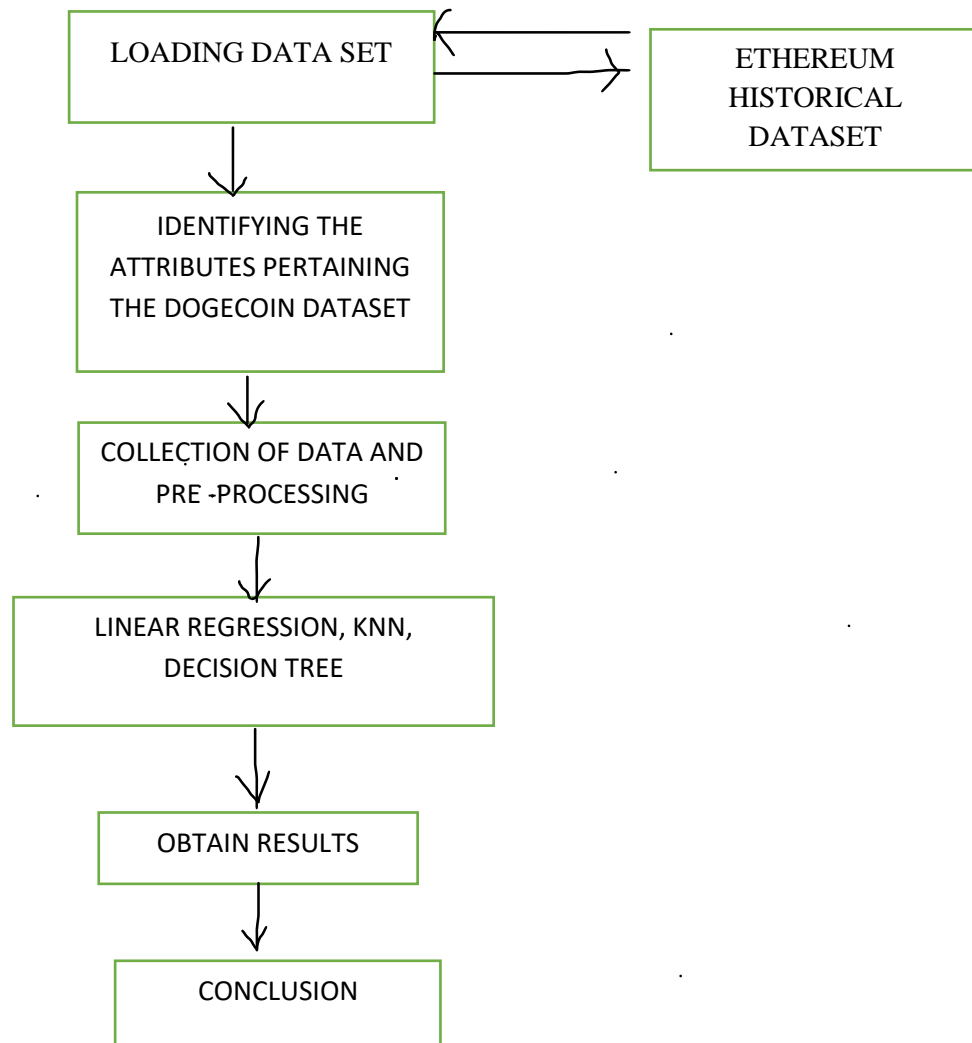 LOADING DATA SET
ETHEREUM
HISTORICAL
DATASET
IDENTIFYING THE
ATTRIBUTES PERTAINING
THE DOGECOIN DATASET
COLLECTION OF DATA AND
PRE -PROCESSING
LINEAR REGRESSION, KNN,
DECISION TREE
OBTAIN RESULTS
CONCLUSION